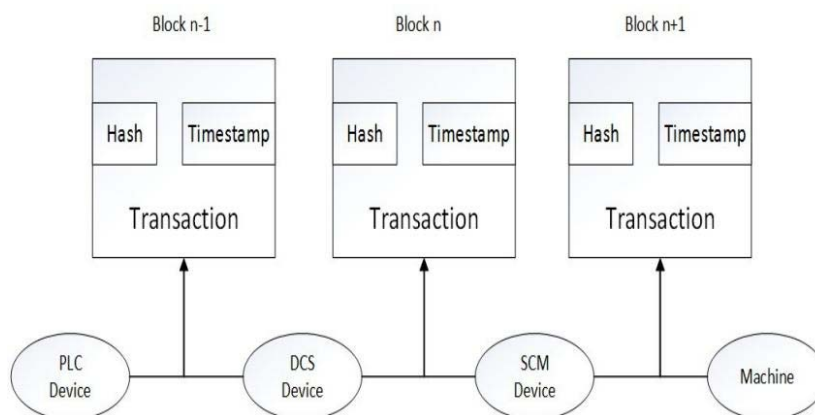 Block n-1
Block n
Block n+1
Hash
Timestamp
Hash
Timestamp
Hash
Timestamp
Transaction
Transaction
Transaction
PLC
Device
DCS
Device
SCM
Device
Machine